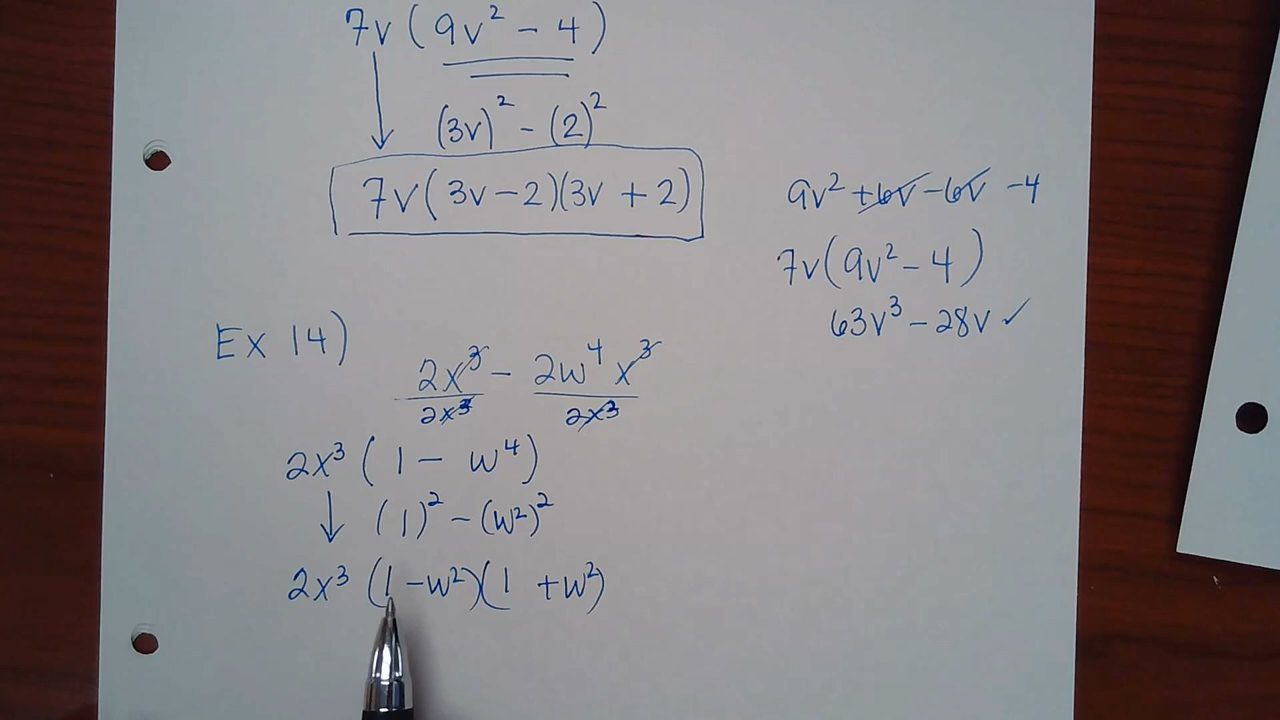 7v(9v² - 4)
(3v)² - (2)²
7v(3v-2)(3v+2)
9v² +6v -6v -4
7v(9v² - 4)
63v³ - 28v ✓
Ex 14)
2x³ - 2w⁴x³
2x³ 2x³
2x³(1 - w⁴)
(1)² - (w²)²
2x³(1-w²)(1+w²)